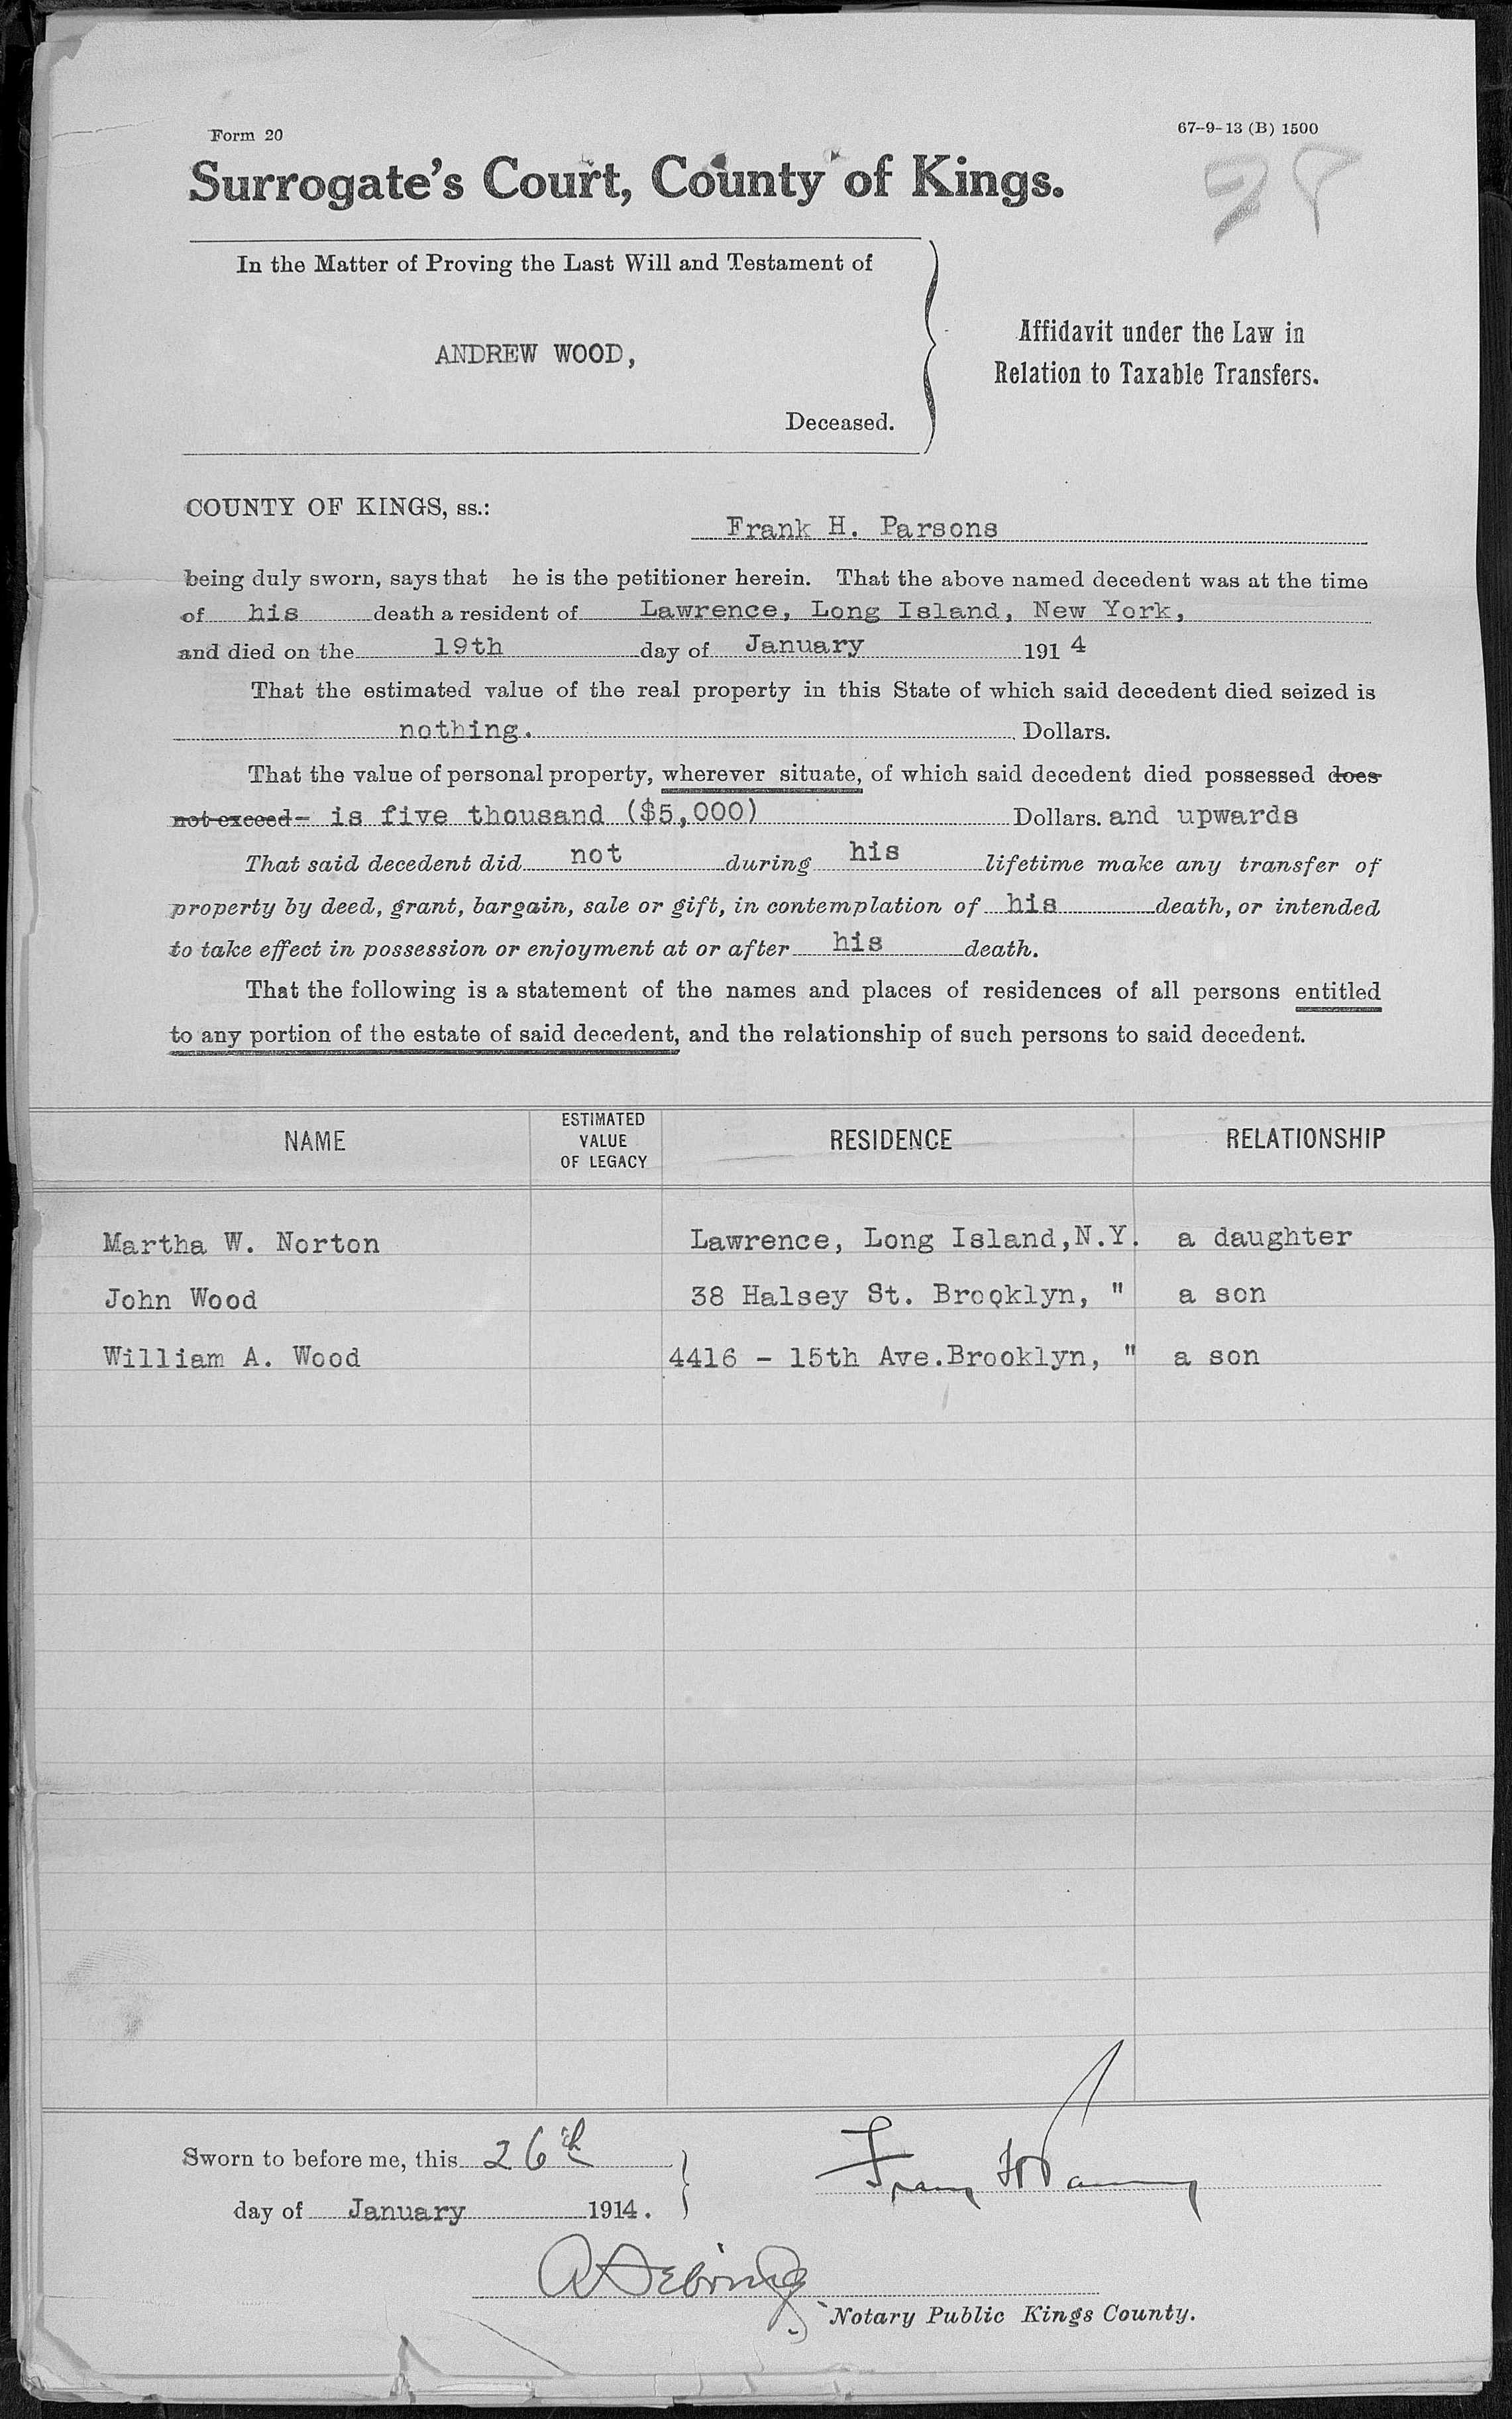 Form 20
67-9-13 (B) 1500
Surrogate's Court, County of Kings.
In the Matter of Proving the Last Will and Testament of
ANDREW WOOD,
Deceased.
Affidavit under the Law in
Relation to Taxable Transfers.
COUNTY OF KINGS, ss.:
Frank H. Parsons
being duly sworn, says that he is the petitioner herein. That the above named decedent was at the time
of his death a resident of Lawrence, Long Island, New York,
and died on the 19th day of January 1914
That the estimated value of the real property in this State of which said decedent died seized is
nothing. Dollars.
That the value of personal property, wherever situate, of which said decedent died possessed does
not exceed - is five thousand ($5,000) Dollars. and upwards
That said decedent did not during his lifetime make any transfer of
property by deed, grant, bargain, sale or gift, in contemplation of his death, or intended
to take effect in possession or enjoyment at or after his death.
That the following is a statement of the names and places of residences of all persons entitled
to any portion of the estate of said decedent, and the relationship of such persons to said decedent.
NAME ESTIMATED VALUE OF LEGACY RESIDENCE RELATIONSHIP
Martha W. Norton Lawrence, Long Island, N.Y. a daughter
John Wood 38 Halsey St. Brooklyn, " a son
William A. Wood 4416 - 15th Ave. Brooklyn, " a son
Sworn to before me, this 26th
day of January 1914.
Notary Public Kings County.